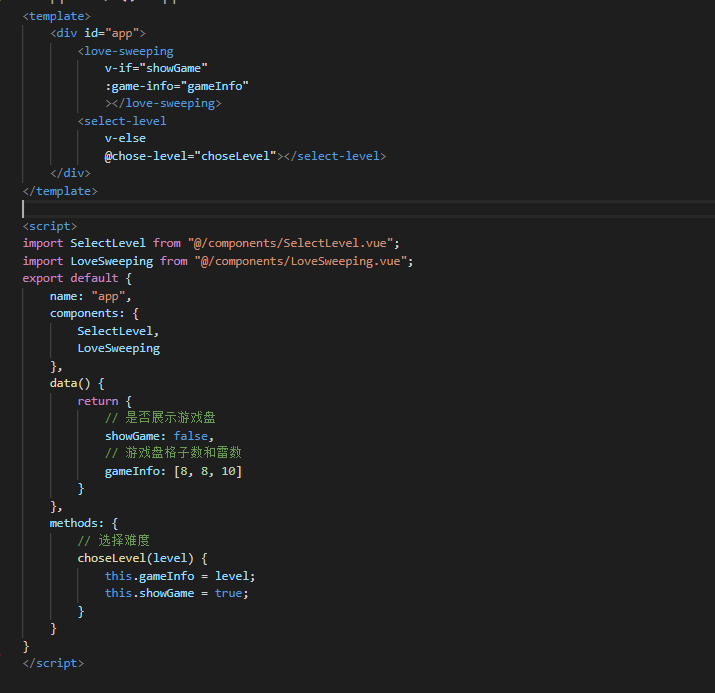 <template>
    <div id="app">
        <love-sweeping
            v-if="showGame"
            :game-info="gameInfo"
            ></love-sweeping>
        <select-level
            v-else
            @chose-level="choseLevel"></select-level>
    </div>
</template>
<script>
import SelectLevel from "@/components/SelectLevel.vue";
import LoveSweeping from "@/components/LoveSweeping.vue";
export default {
    name: "app",
    components: {
        SelectLevel,
        LoveSweeping
    },
    data() {
        return {
            // 是否展示游戏盘
            showGame: false,
            // 游戏盘格子数和雷数
            gameInfo: [8, 8, 10]
        }
    },
    methods: {
        // 选择难度
        choseLevel(level) {
            this.gameInfo = level;
            this.showGame = true;
        }
    }
}
</script>